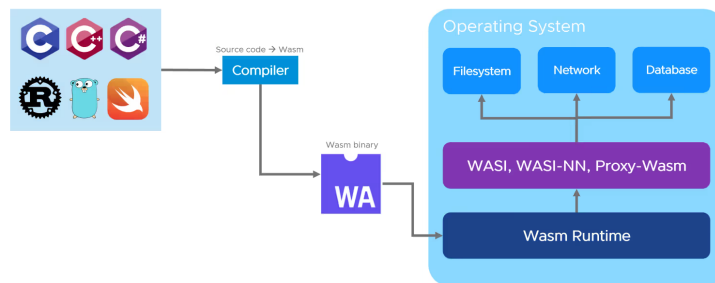 C
C++
C#
R
Source code → Wasm
Compiler
Wasm binary
WA
Operating System
Filesystem
Network
Database
WASI, WASI-NN, Proxy-Wasm
Wasm Runtime